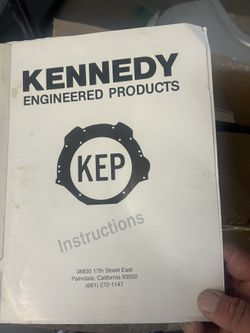 KENNEDY
ENGINEERED PRODUCTS
KEP
Instructions
38830 17th Street East
Palmdale, California 93550
(661) 272-1147